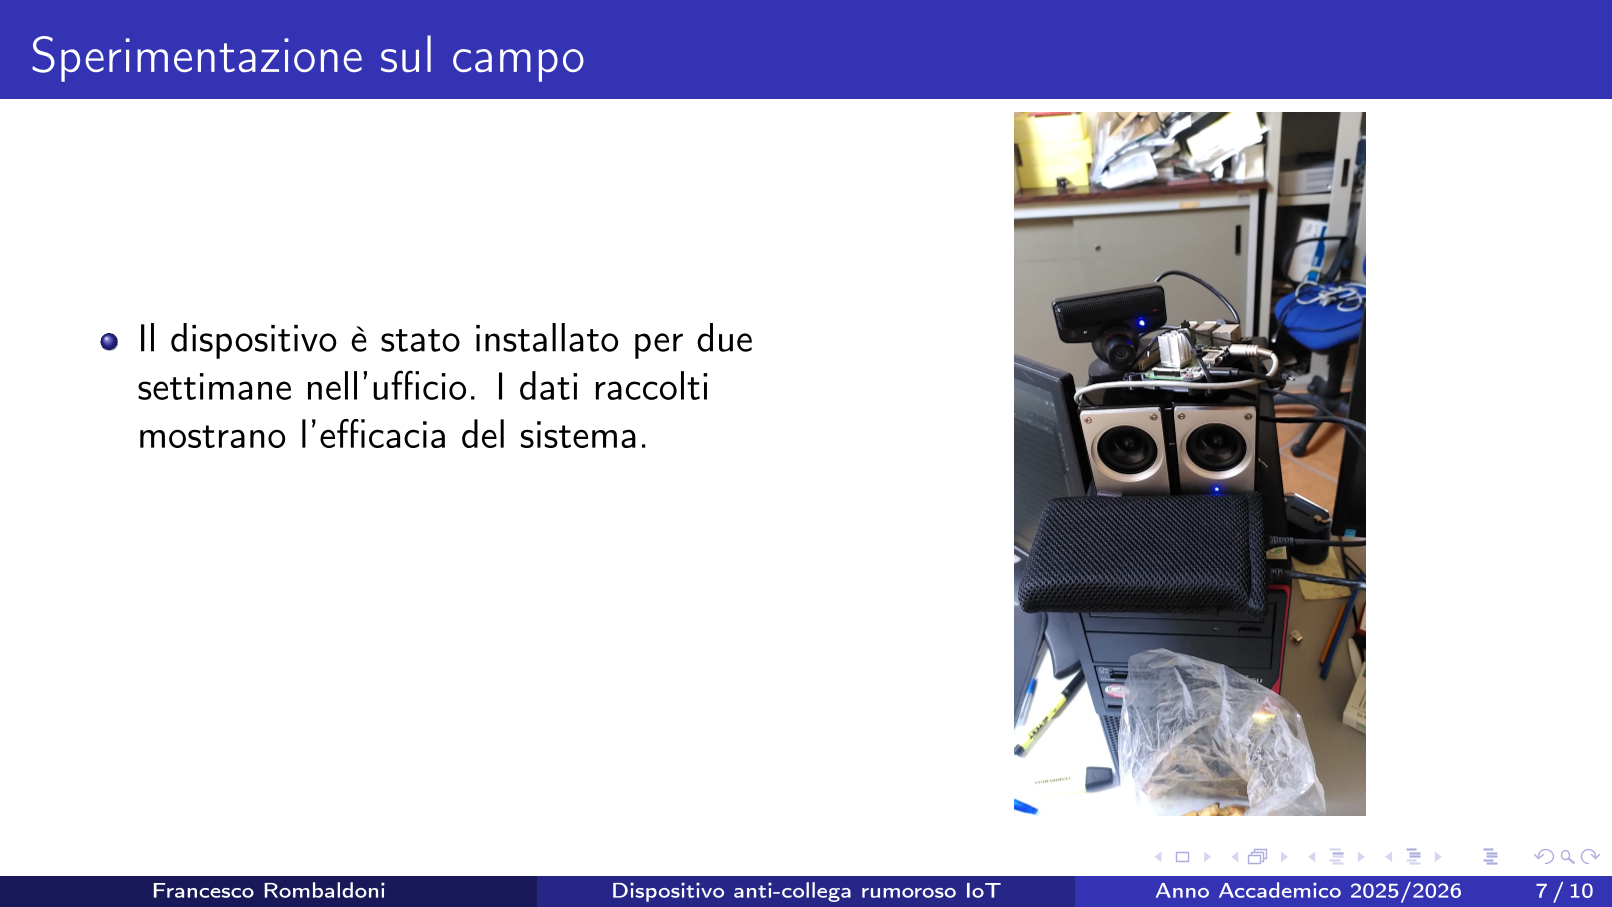 Sperimentazione sul campo
Il dispositivo è stato installato per due
settimane nell'ufficio. I dati raccolti
mostrano l'efficacia del sistema.
Francesco Rombaldoni
Dispositivo anti-collega rumoroso IoT
Anno Accademico 2025/2026
7 / 10